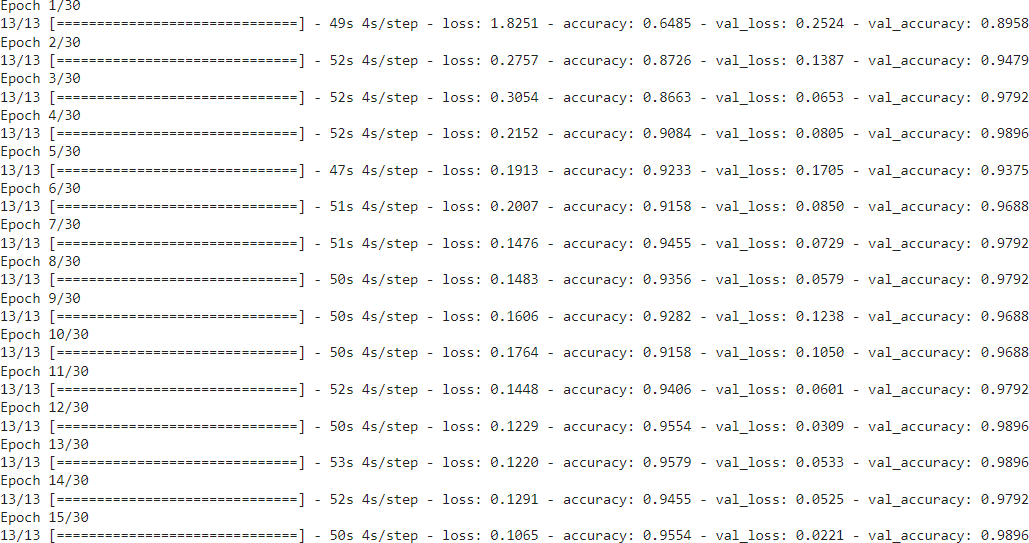 Epoch 1/30
13/13 [==============================] - 49s 4s/step - loss: 1.8251 - accuracy: 0.6485 - val_loss: 0.2524 - val_accuracy: 0.8958
Epoch 2/30
13/13 [==============================] - 52s 4s/step - loss: 0.2757 - accuracy: 0.8726 - val_loss: 0.1387 - val_accuracy: 0.9479
Epoch 3/30
13/13 [==============================] - 52s 4s/step - loss: 0.3054 - accuracy: 0.8663 - val_loss: 0.0653 - val_accuracy: 0.9792
Epoch 4/30
13/13 [==============================] - 52s 4s/step - loss: 0.2152 - accuracy: 0.9084 - val_loss: 0.0805 - val_accuracy: 0.9896
Epoch 5/30
13/13 [==============================] - 47s 4s/step - loss: 0.1913 - accuracy: 0.9233 - val_loss: 0.1705 - val_accuracy: 0.9375
Epoch 6/30
13/13 [==============================] - 51s 4s/step - loss: 0.2007 - accuracy: 0.9158 - val_loss: 0.0850 - val_accuracy: 0.9688
Epoch 7/30
13/13 [==============================] - 51s 4s/step - loss: 0.1476 - accuracy: 0.9455 - val_loss: 0.0729 - val_accuracy: 0.9792
Epoch 8/30
13/13 [==============================] - 50s 4s/step - loss: 0.1483 - accuracy: 0.9356 - val_loss: 0.0579 - val_accuracy: 0.9792
Epoch 9/30
13/13 [==============================] - 50s 4s/step - loss: 0.1606 - accuracy: 0.9282 - val_loss: 0.1238 - val_accuracy: 0.9688
Epoch 10/30
13/13 [==============================] - 50s 4s/step - loss: 0.1764 - accuracy: 0.9158 - val_loss: 0.1050 - val_accuracy: 0.9688
Epoch 11/30
13/13 [==============================] - 52s 4s/step - loss: 0.1448 - accuracy: 0.9406 - val_loss: 0.0601 - val_accuracy: 0.9792
Epoch 12/30
13/13 [==============================] - 50s 4s/step - loss: 0.1229 - accuracy: 0.9554 - val_loss: 0.0309 - val_accuracy: 0.9896
Epoch 13/30
13/13 [==============================] - 53s 4s/step - loss: 0.1220 - accuracy: 0.9579 - val_loss: 0.0533 - val_accuracy: 0.9896
Epoch 14/30
13/13 [==============================] - 52s 4s/step - loss: 0.1291 - accuracy: 0.9455 - val_loss: 0.0525 - val_accuracy: 0.9792
Epoch 15/30
13/13 [==============================] - 50s 4s/step - loss: 0.1065 - accuracy: 0.9554 - val_loss: 0.0221 - val_accuracy: 0.9896